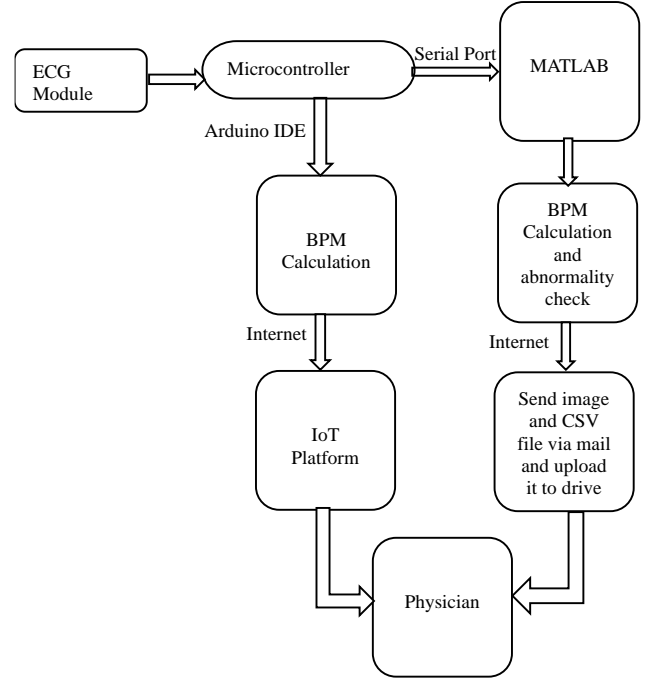 ECG
Module
Microcontroller
Serial Port
MATLAB
Arduino IDE
BPM
Calculation
BPM
Calculation
and
abnormality
check
Internet
Internet
IoT
Platform
Send image
and CSV
file via mail
and upload
it to drive
Physician